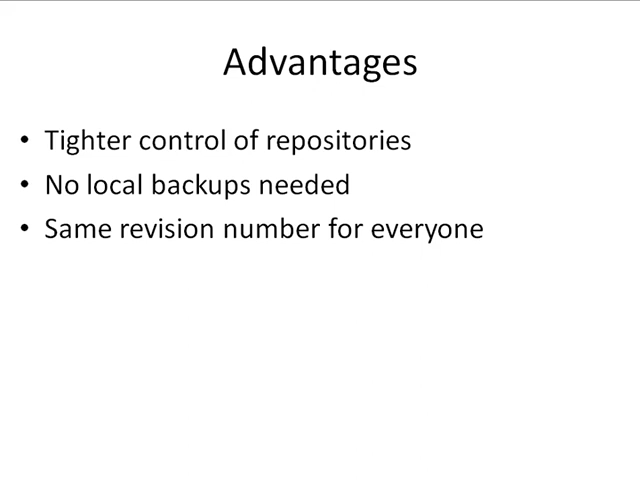 Advantages
• Tighter control of repositories
• No local backups needed
• Same revision number for everyone